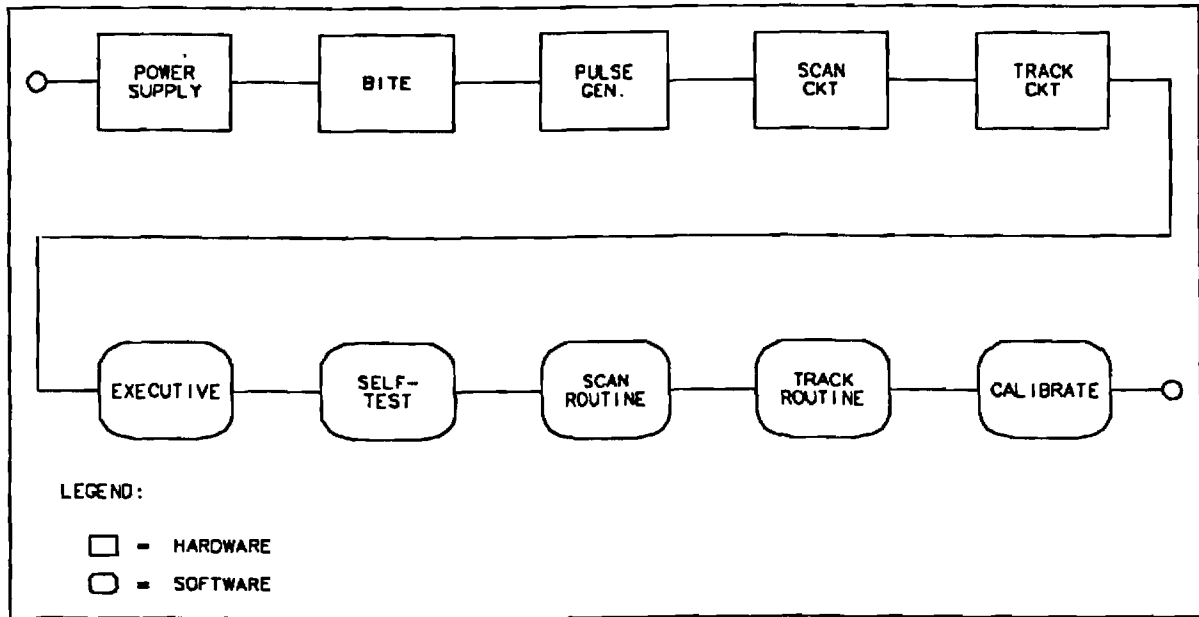 POWER
SUPPLY
BITE
PULSE
GEN.
SCAN
CKT
TRACK
CKT
EXECUTIVE
SELF-
TEST
SCAN
ROUTINE
TRACK
ROUTINE
CALIBRATE
LEGEND:
= HARDWARE
= SOFTWARE